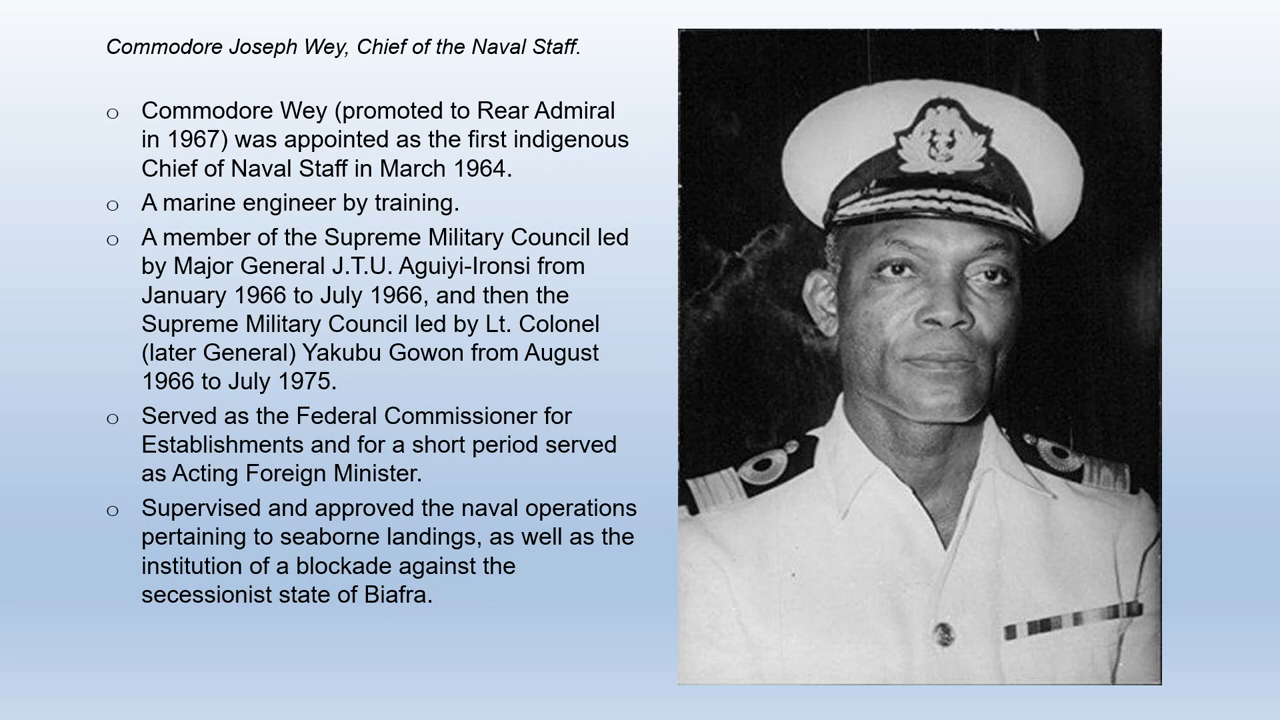 Commodore Joseph Wey, Chief of the Naval Staff.
o Commodore Wey (promoted to Rear Admiral
in 1967) was appointed as the first indigenous
Chief of Naval Staff in March 1964.
o A marine engineer by training.
o A member of the Supreme Military Council led
by Major General J.T.U. Aguiyi-Ironsi from
January 1966 to July 1966, and then the
Supreme Military Council led by Lt. Colonel
(later General) Yakubu Gowon from August
1966 to July 1975.
o Served as the Federal Commissioner for
Establishments and for a short period served
as Acting Foreign Minister.
o Supervised and approved the naval operations
pertaining to seaborne landings, as well as the
institution of a blockade against the
secessionist state of Biafra.